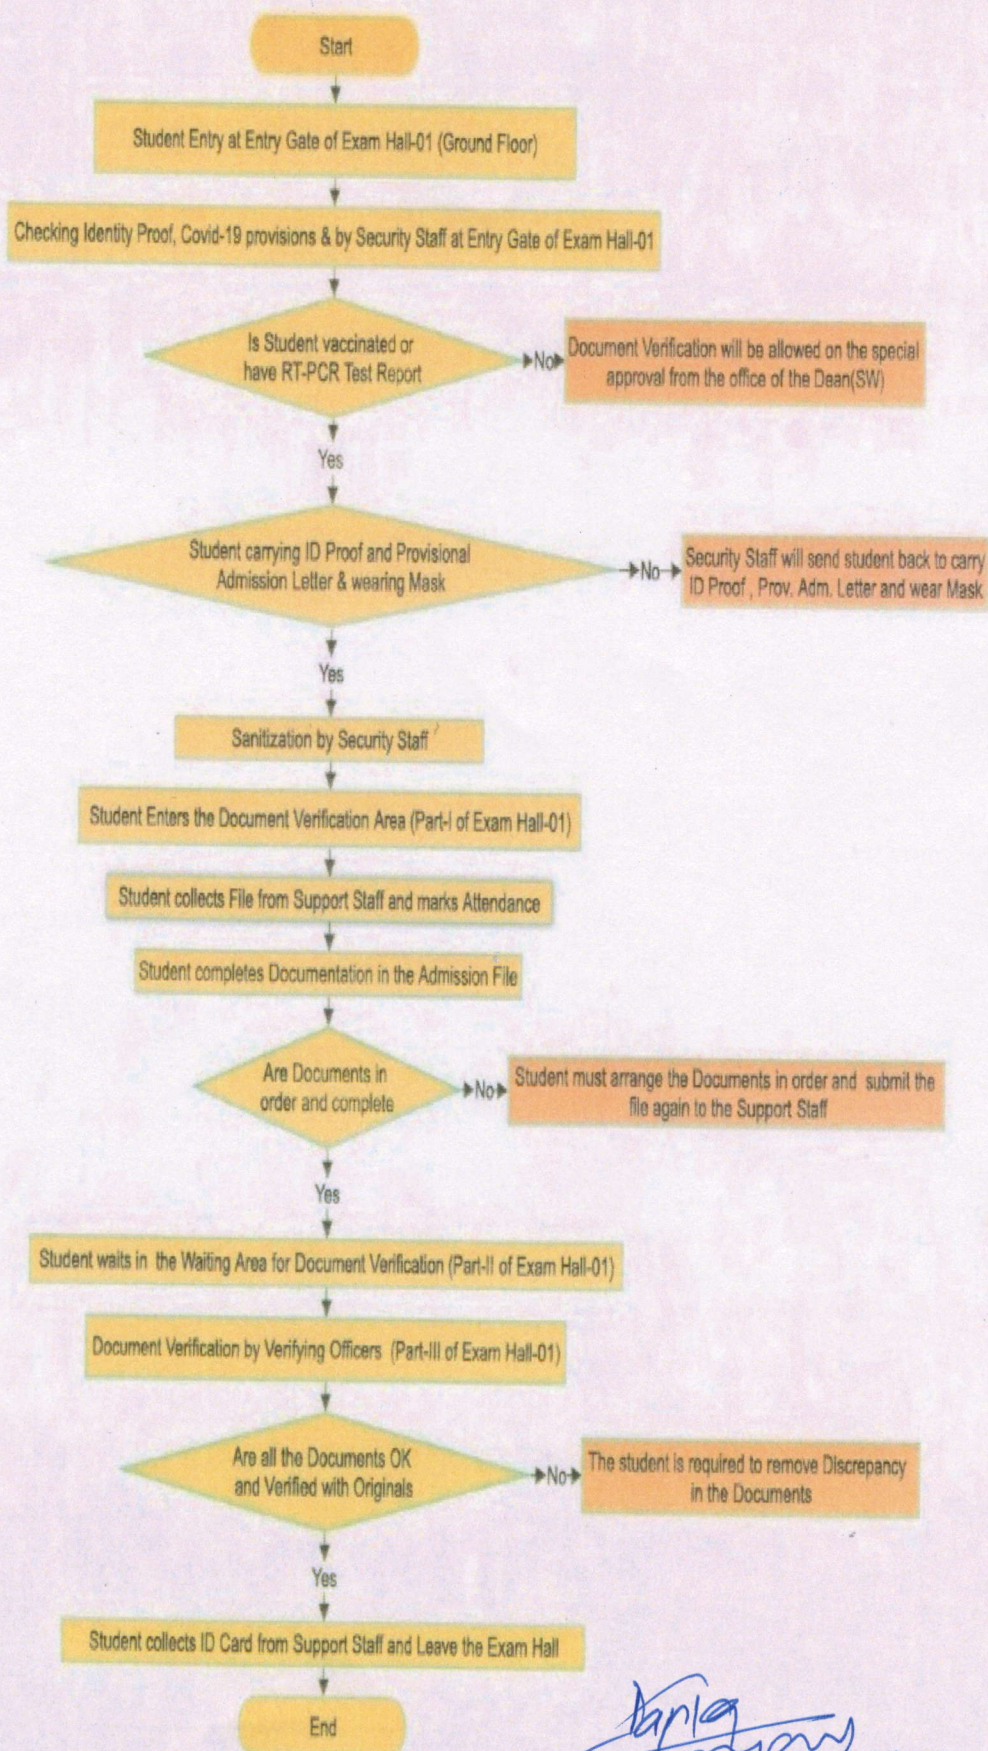 Start
Student Entry at Entry Gate of Exam Hall-01 (Ground Floor)
Checking Identity Proof, Covid-19 provisions & by Security Staff at Entry Gate of Exam Hall-01
Is Student vaccinated or
have RT-PCR Test Report
No
Document Verification will be allowed on the special
approval from the office of the Dean(SW)
Yes
Student carrying ID Proof and Provisional
Admission Letter & wearing Mask
No
Security Staff will send student back to carry
ID Proof , Prov. Adm. Letter and wear Mask
Yes
Sanitization by Security Staff
Student Enters the Document Verification Area (Part-I of Exam Hall-01)
Student collects File from Support Staff and marks Attendance
Student completes Documentation in the Admission File
Are Documents in
order and complete
No
Student must arrange the Documents in order and submit the
file again to the Support Staff
Yes
Student waits in the Waiting Area for Document Verification (Part-II of Exam Hall-01)
Document Verification by Verifying Officers (Part-III of Exam Hall-01)
Are all the Documents OK
and Verified with Originals
No
The student is required to remove Discrepancy
in the Documents
Yes
Student collects ID Card from Support Staff and Leave the Exam Hall
End